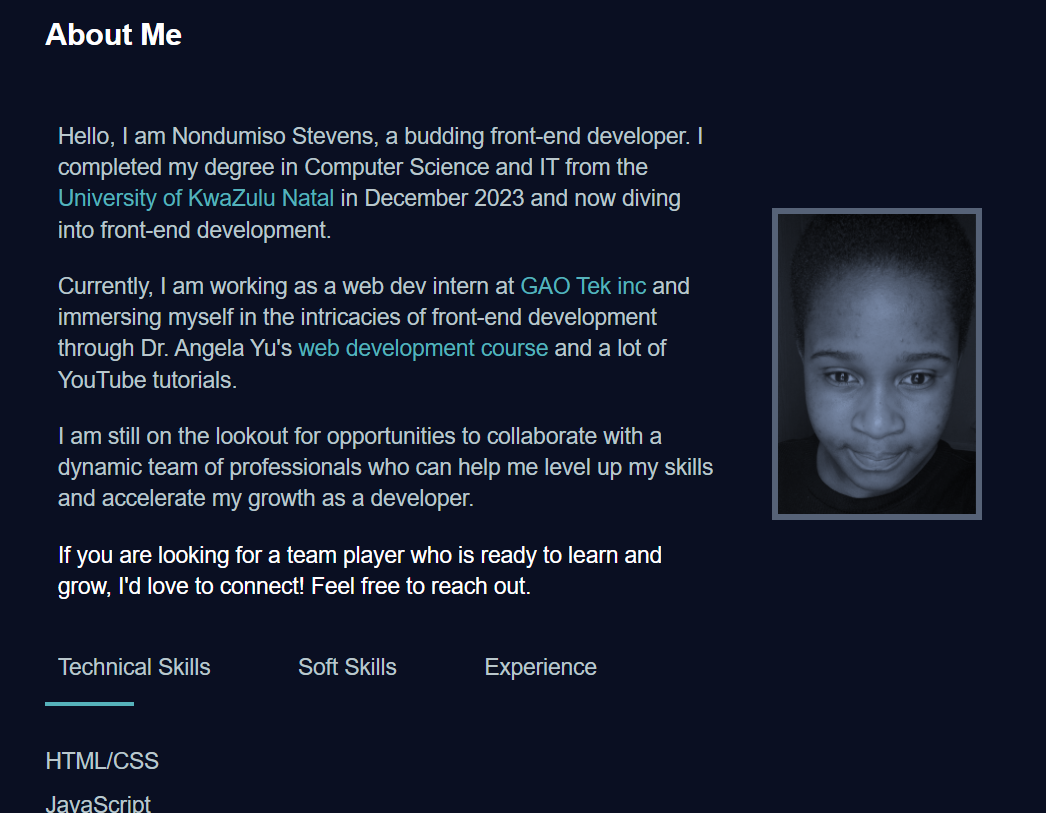 About Me
Hello, I am Nondumiso Stevens, a budding front-end developer. I
completed my degree in Computer Science and IT from the
University of KwaZulu Natal in December 2023 and now diving
into front-end development.
Currently, I am working as a web dev intern at GAO Tek inc and
immersing myself in the intricacies of front-end development
through Dr. Angela Yu's web development course and a lot of
YouTube tutorials.
I am still on the lookout for opportunities to collaborate with a
dynamic team of professionals who can help me level up my skills
and accelerate my growth as a developer.
If you are looking for a team player who is ready to learn and
grow, I'd love to connect! Feel free to reach out.
Technical Skills Soft Skills Experience
HTML/CSS
JavaScript